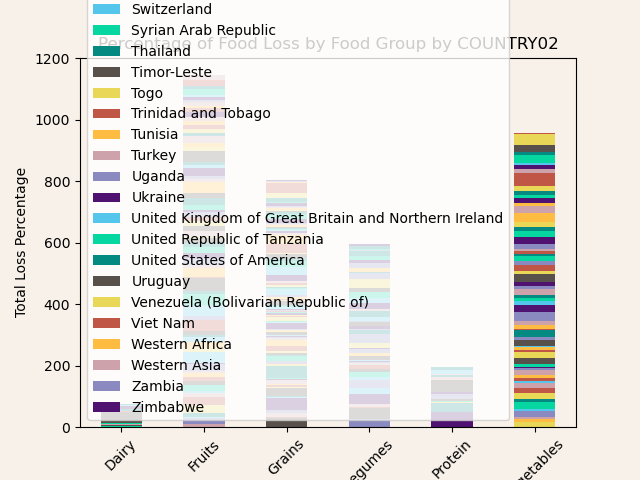 Percentage of Food Loss by Food Group by COUNTRY02
Switzerland
Syrian Arab Republic
Thailand
Timor-Leste
Togo
Trinidad and Tobago
Tunisia
Turkey
Uganda
Ukraine
United Kingdom of Great Britain and Northern Ireland
United Republic of Tanzania
United States of America
Uruguay
Venezuela (Bolivarian Republic of)
Viet Nam
Western Africa
Western Asia
Zambia
Zimbabwe
Total Loss Percentage
1200
1000
800
600
400
200
0
Dairy
Fruits
Grains
egumes
Protein
getables